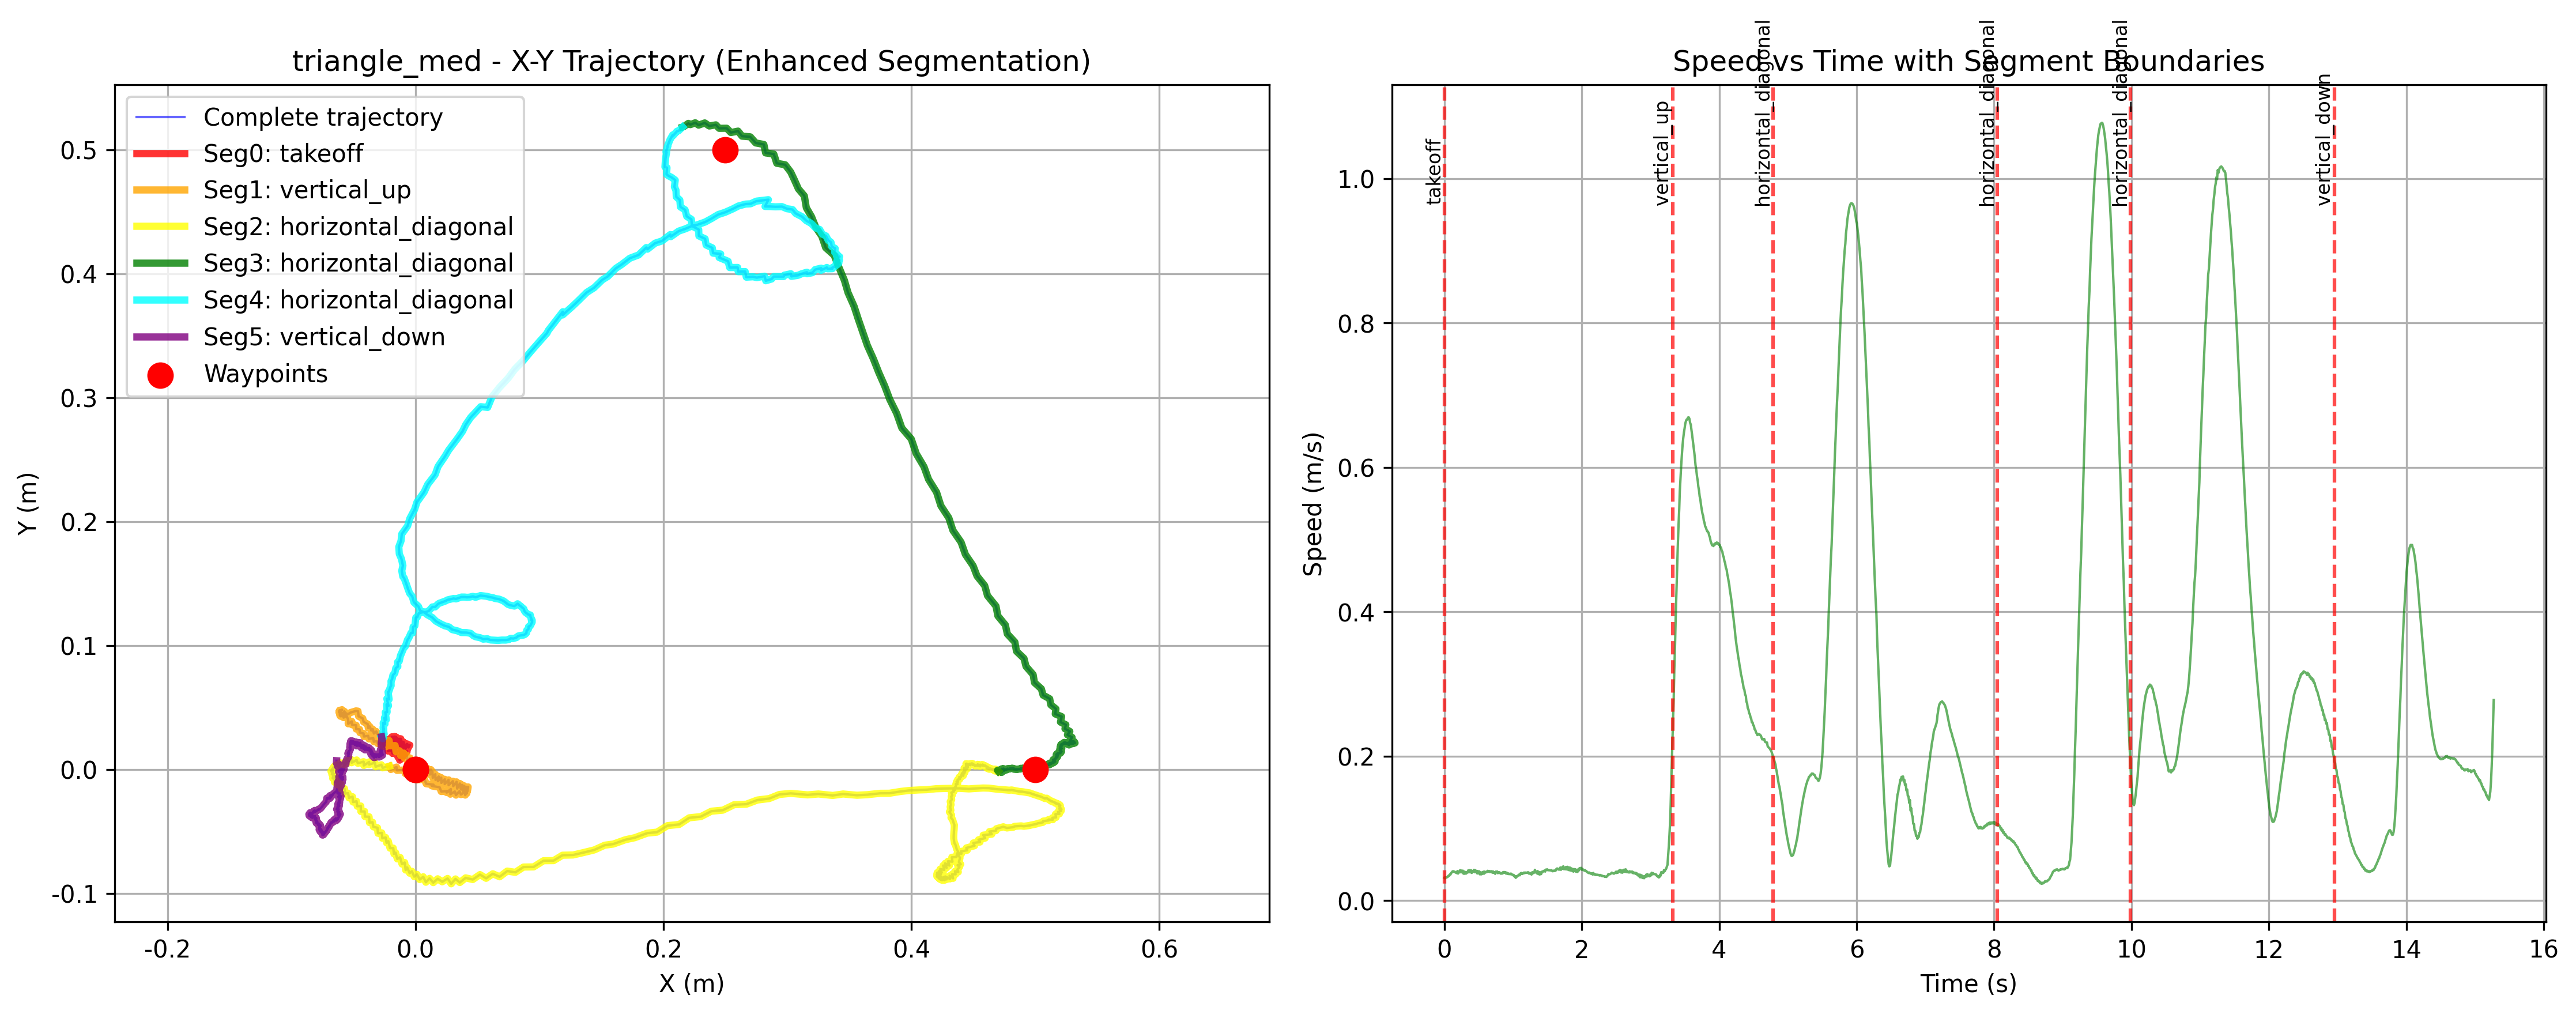 triangle_med - X-Y Trajectory (Enhanced Segmentation)
Complete trajectory
Seg0: takeoff
Seg1: vertical_up
Seg2: horizontal_diagonal
Seg3: horizontal_diagonal
Seg4: horizontal_diagonal
Seg5: vertical_down
Waypoints
Y (m)
0.5
0.4
0.3
0.2
0.1
0.0
-0.1
-0.2
0.0
0.2
0.4
0.6
X (m)
Speed vs Time with Segment Boundaries
takeoff
vertical_up
horizontal_diagonal
horizontal_diagonal
horizontal_diagonal
vertical_down
Speed (m/s)
1.0
0.8
0.6
0.4
0.2
0.0
0
2
4
6
8
10
12
14
16
Time (s)